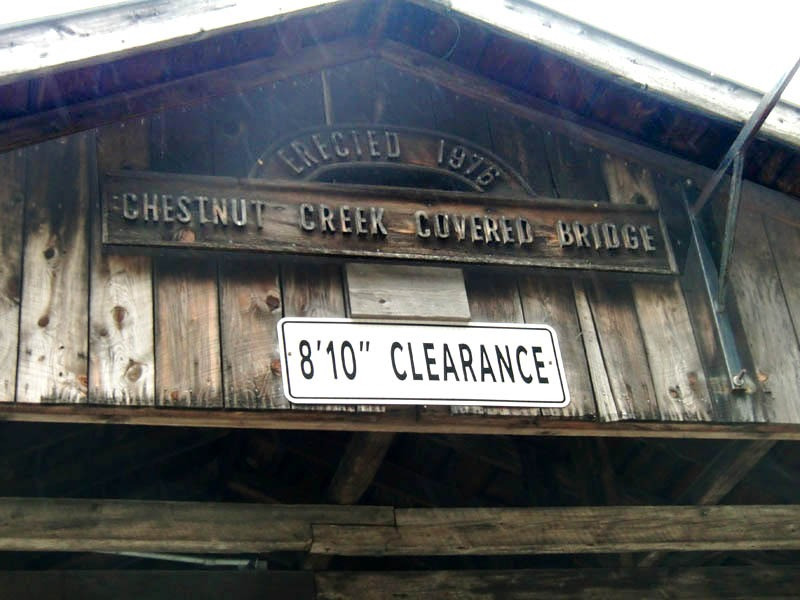 ERECTED 1976
CHESTNUT CREEK COVERED BRIDGE
8'10" CLEARANCE